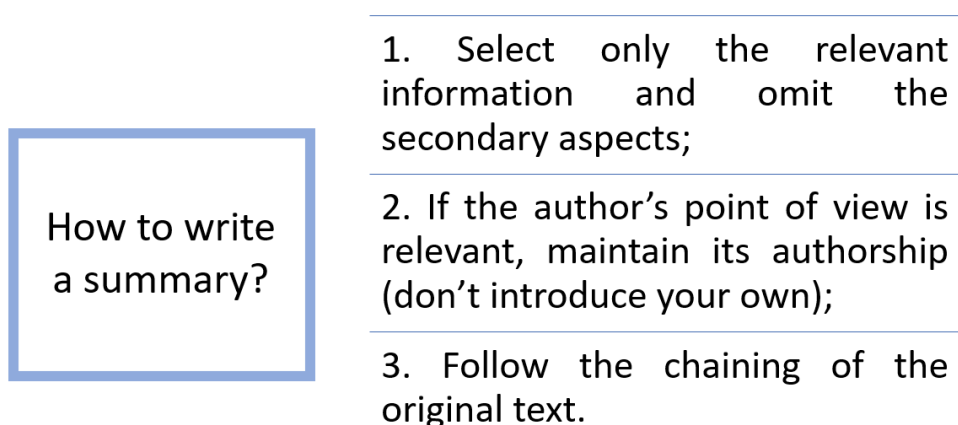 How to write
a summary?
1. Select only the relevant
information and omit the
secondary aspects;
2. If the author’s point of view is
relevant, maintain its authorship
(don’t introduce your own);
3. Follow the chaining of the
original text.